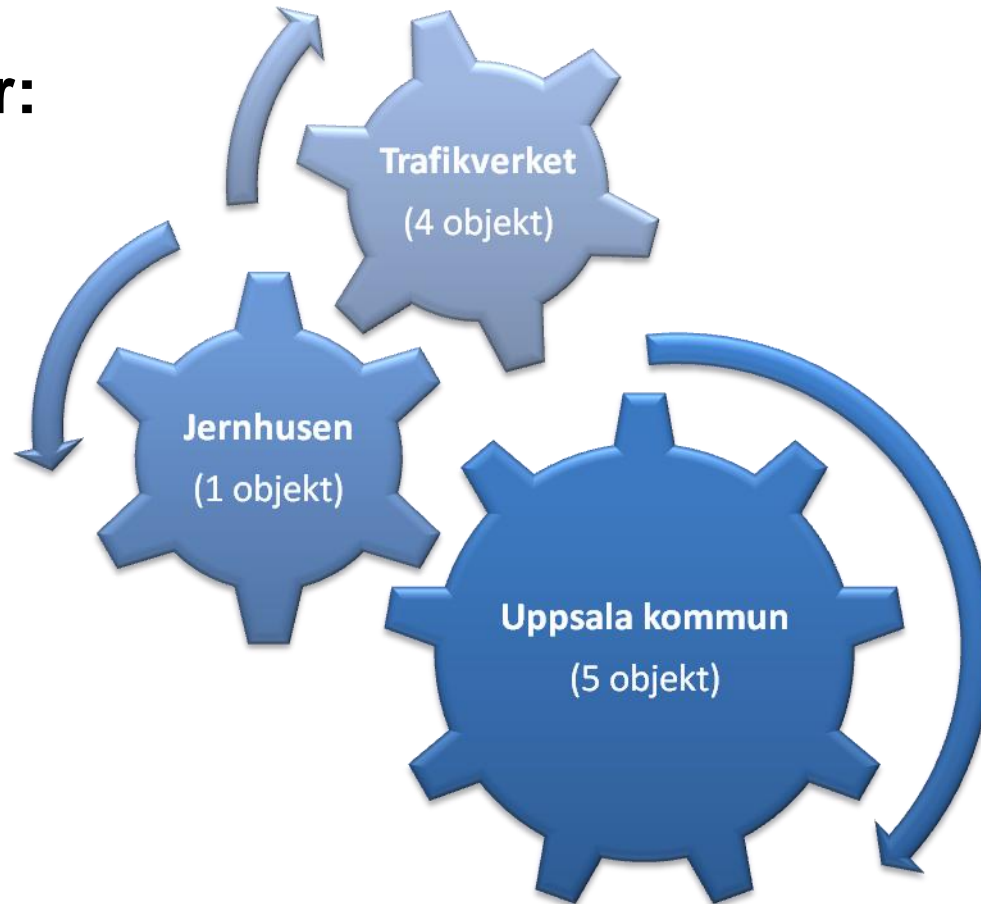 r:
Trafikverket
(4 objekt)
Jernhusen
(1 objekt)
Uppsala kommun
(5 objekt)